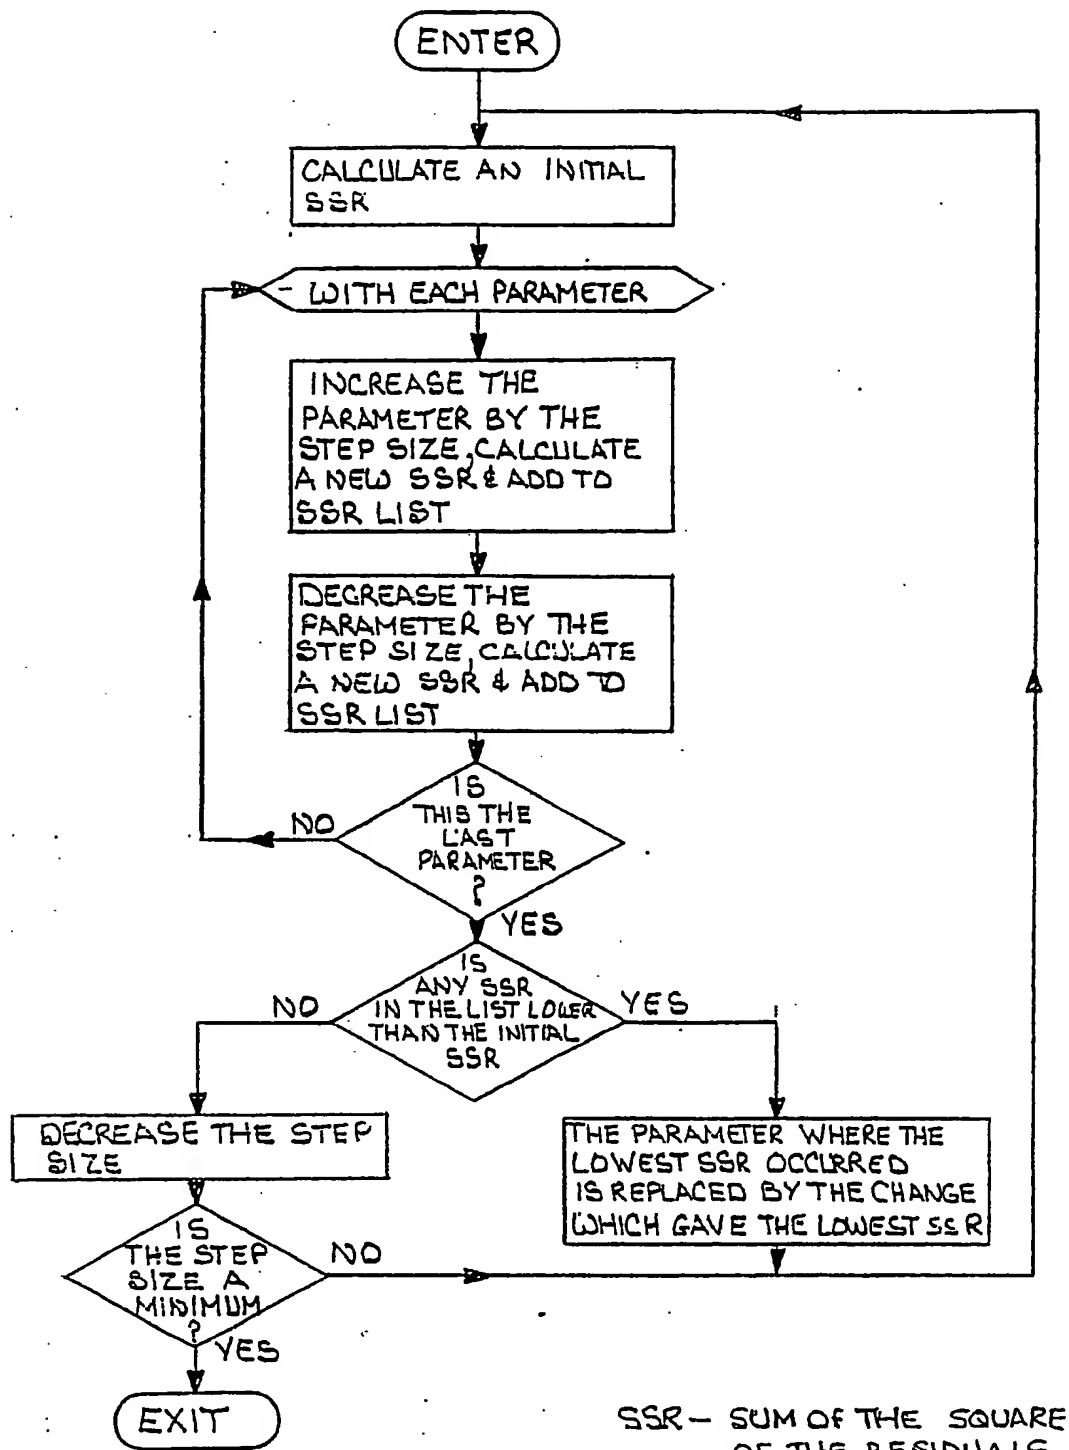 ENTER
CALCULATE AN INITIAL
SSR
WITH EACH PARAMETER
INCREASE THE
PARAMETER BY THE
STEP SIZE, CALCULATE
A NEW SSR & ADD TO
SSR LIST
DECREASE THE
PARAMETER BY THE
STEP SIZE, CALCULATE
A NEW SSR & ADD TO
SSR LIST
IS
THIS THE
LAST
PARAMETER
?
NO
YES
IS
ANY SSR
IN THE LIST LOWER
THAN THE INITIAL
SSR
NO
YES
DECREASE THE STEP
SIZE
THE PARAMETER WHERE THE
LOWEST SSR OCCURRED
IS REPLACED BY THE CHANGE
WHICH GAVE THE LOWEST SSR
IS
THE STEP
SIZE A
MINIMUM
?
NO
YES
EXIT
SSR - SUM OF THE SQUARE
OF THE RESIDUALS